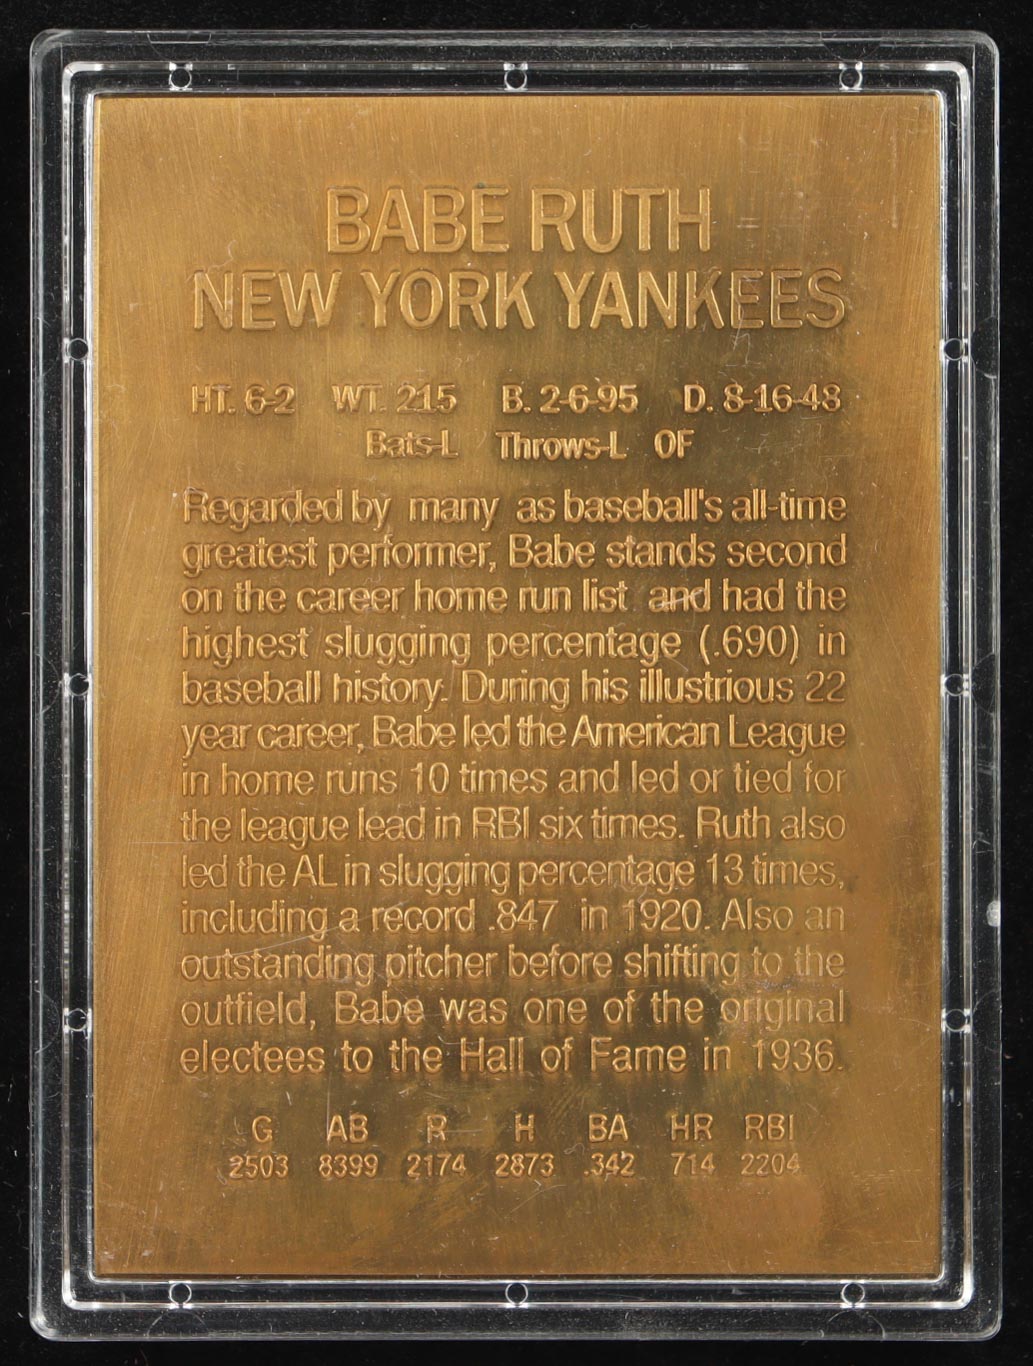 BABE RUTH
NEW YORK YANKEES
HT. 6-2 WT. 215 B. 2-6-95 D. 8-16-48
Bats-L Throws-L OF
Regarded by many as baseball's all-time
greatest performer, Babe stands second
on the career home run list and had the
highest slugging percentage (.690) in
baseball history. During his illustrious 22
year career, Babe led the American League
in home runs 10 times and led or tied for
the league lead in RBI six times. Ruth also
led the AL in slugging percentage 13 times,
including a record .847 in 1920. Also an
outstanding pitcher before shifting to the
outfield, Babe was one of the original
electees to the Hall of Fame in 1936.
G AB R H BA HR RBI
2503 8399 2174 2873 .342 714 2204